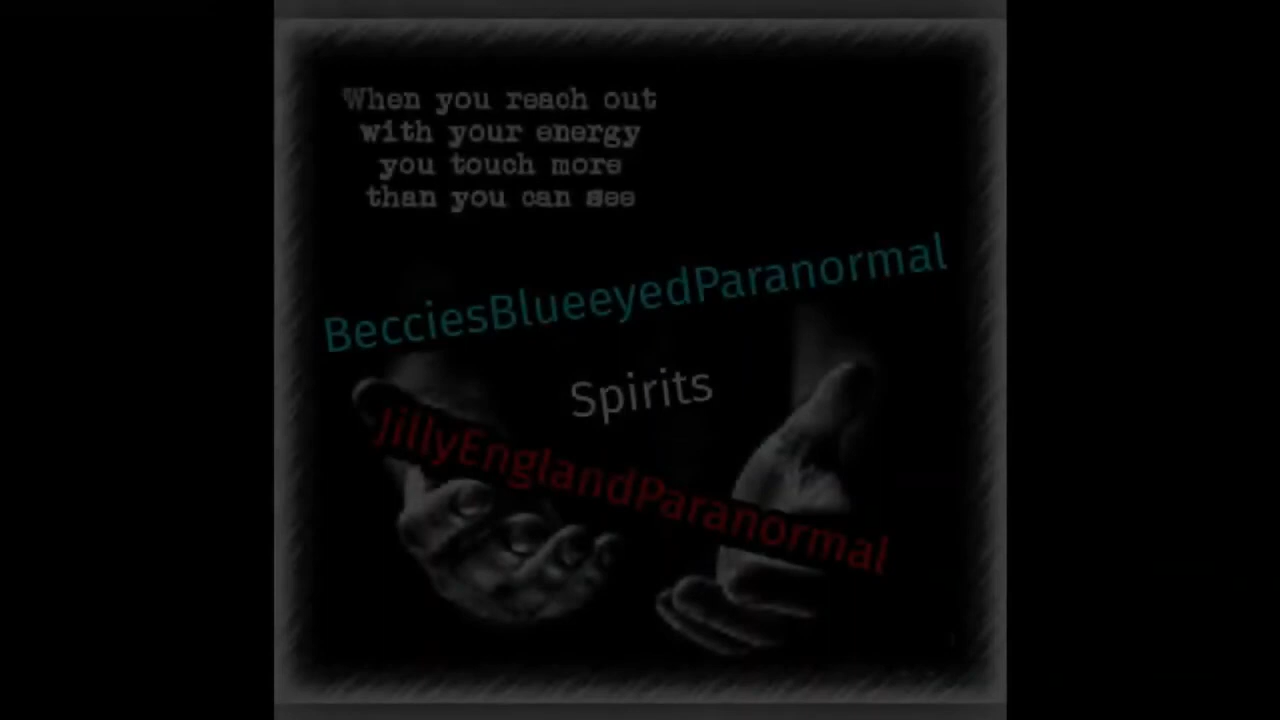 When you reach out
with your energy
you touch more
than you can see
BecciesBlueeyedParanormal
Spirits
JillyEnglandParanormal